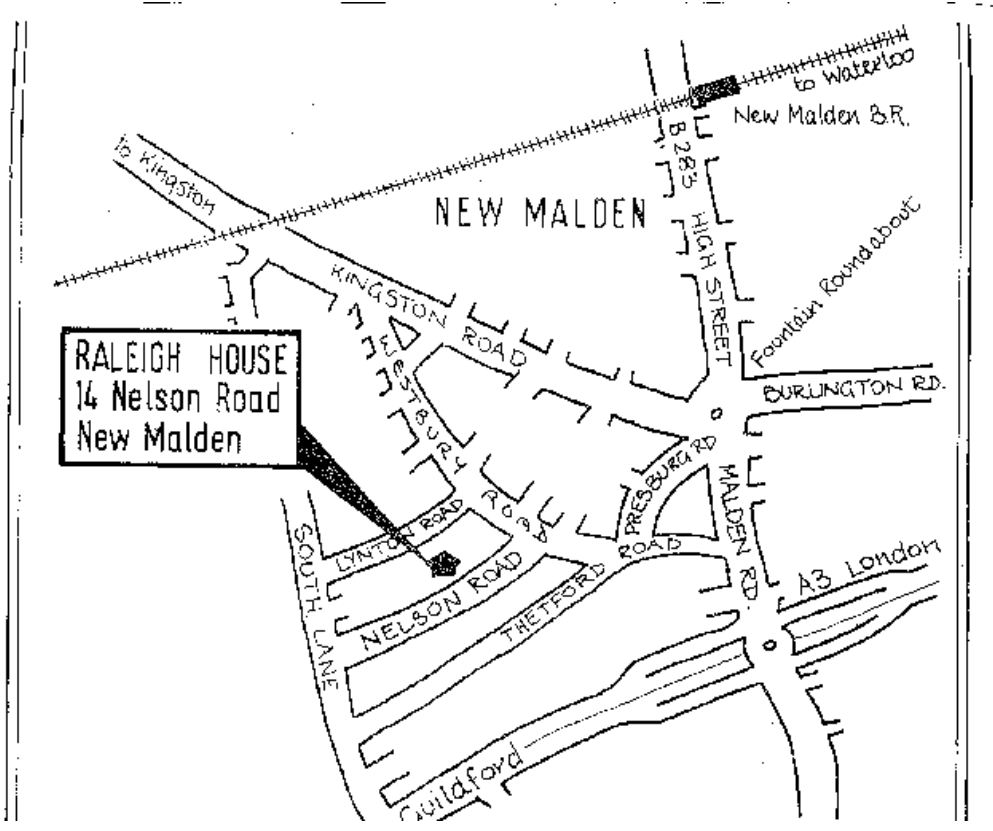 to Waterloo
New Malden B.R.
to Kingston
B283
NEW MALDEN
HIGH STREET
Fountain Roundabout
KINGSTON ROAD
RALEIGH HOUSE
14 Nelson Road
New Malden
WESTBURY ROAD
BURLINGTON RD.
PRESBURG RD
MALDEN RD.
LYNTON ROAD
SOUTH LANE
NELSON ROAD
THETFORD ROAD
A3 London
Guildford